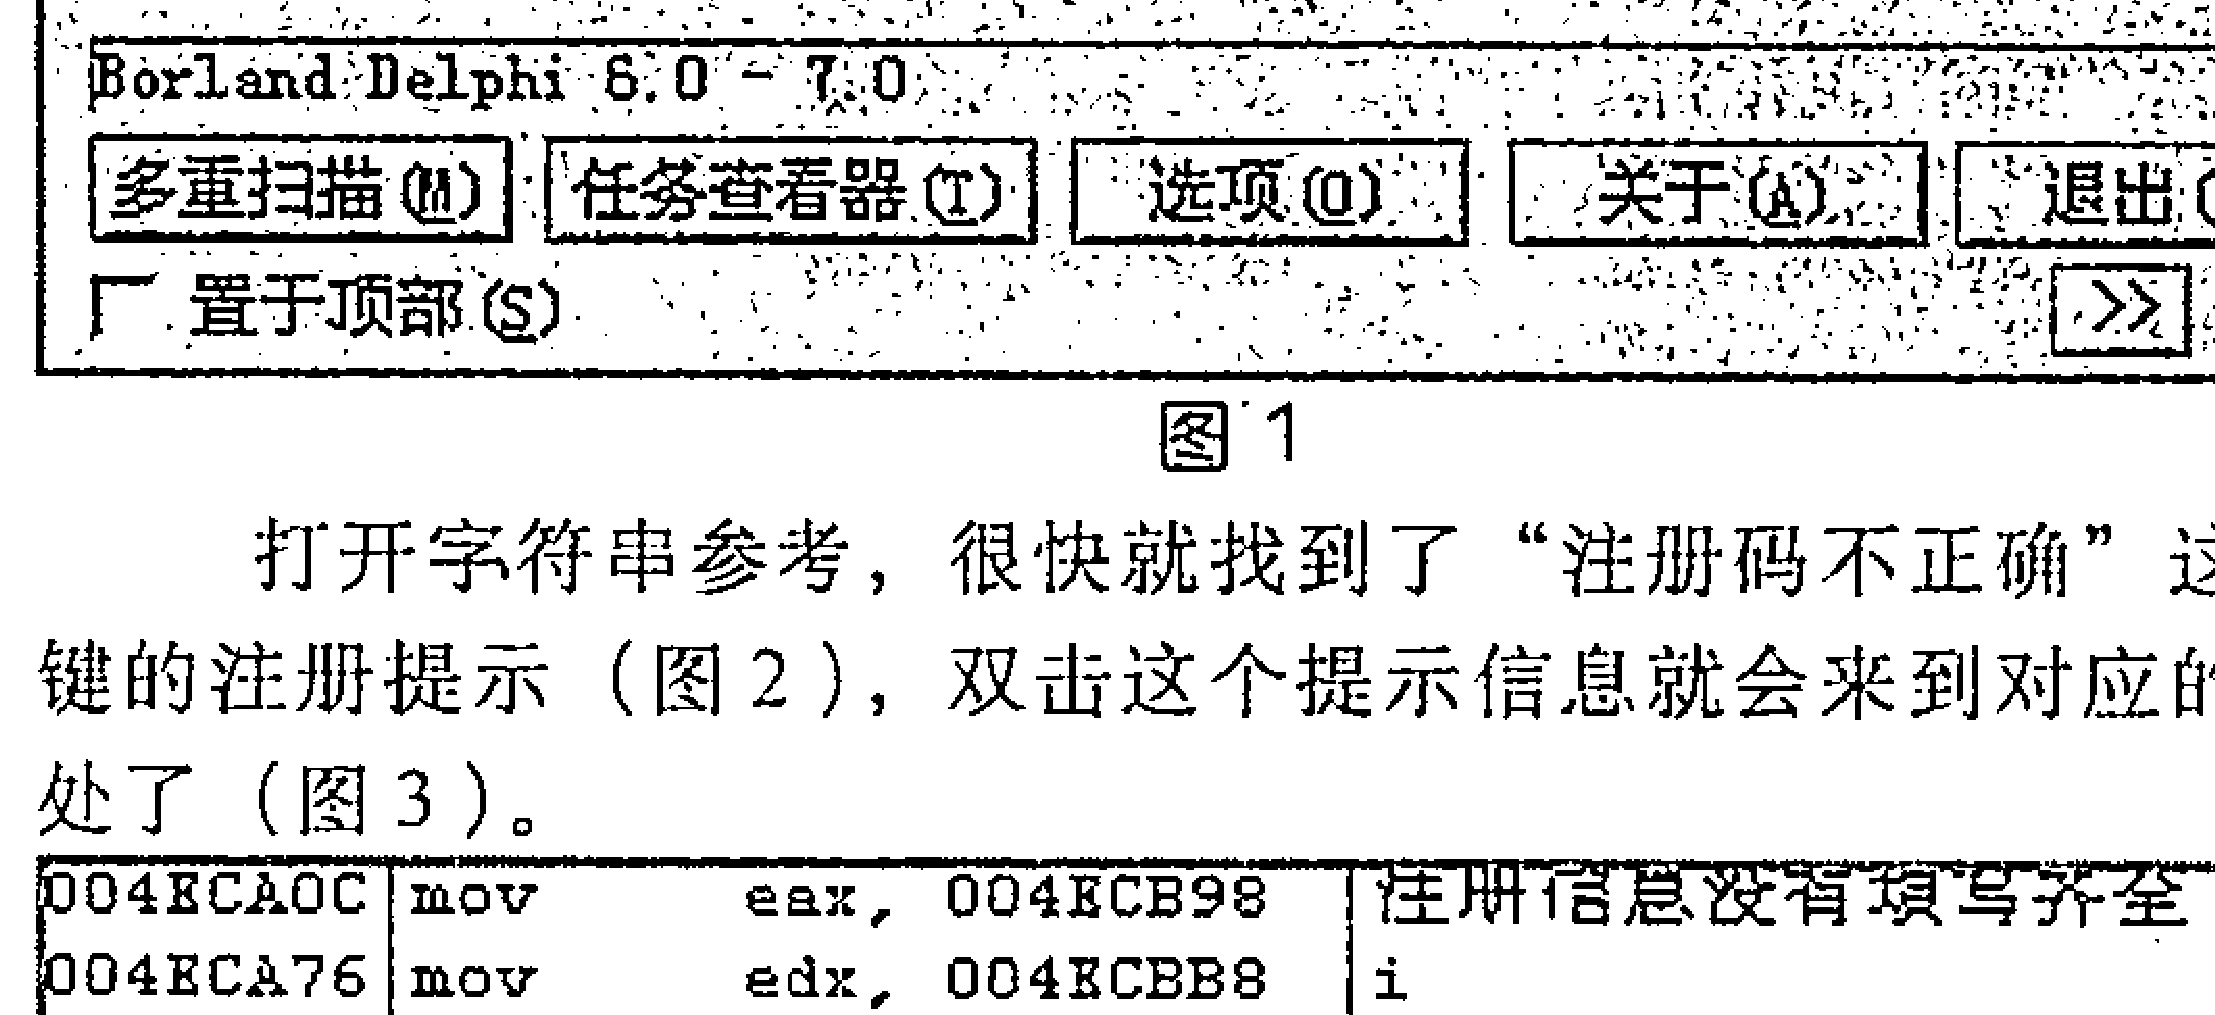 Borland Delphi 6.0 - 7.0
多重扫描(M) 任务查看器(T) 选项(O) 关于(A) 退出(
置于顶部(S) >>
图1
打开字符串参考，很快就找到了“注册码不正确”这
键的注册提示（图2），双击这个提示信息就会来到对应的
处了（图3）。
004ECA0C mov eax, 004ECB98 注册信息没有填写齐全
004ECA76 mov edx, 004ECBB8 i